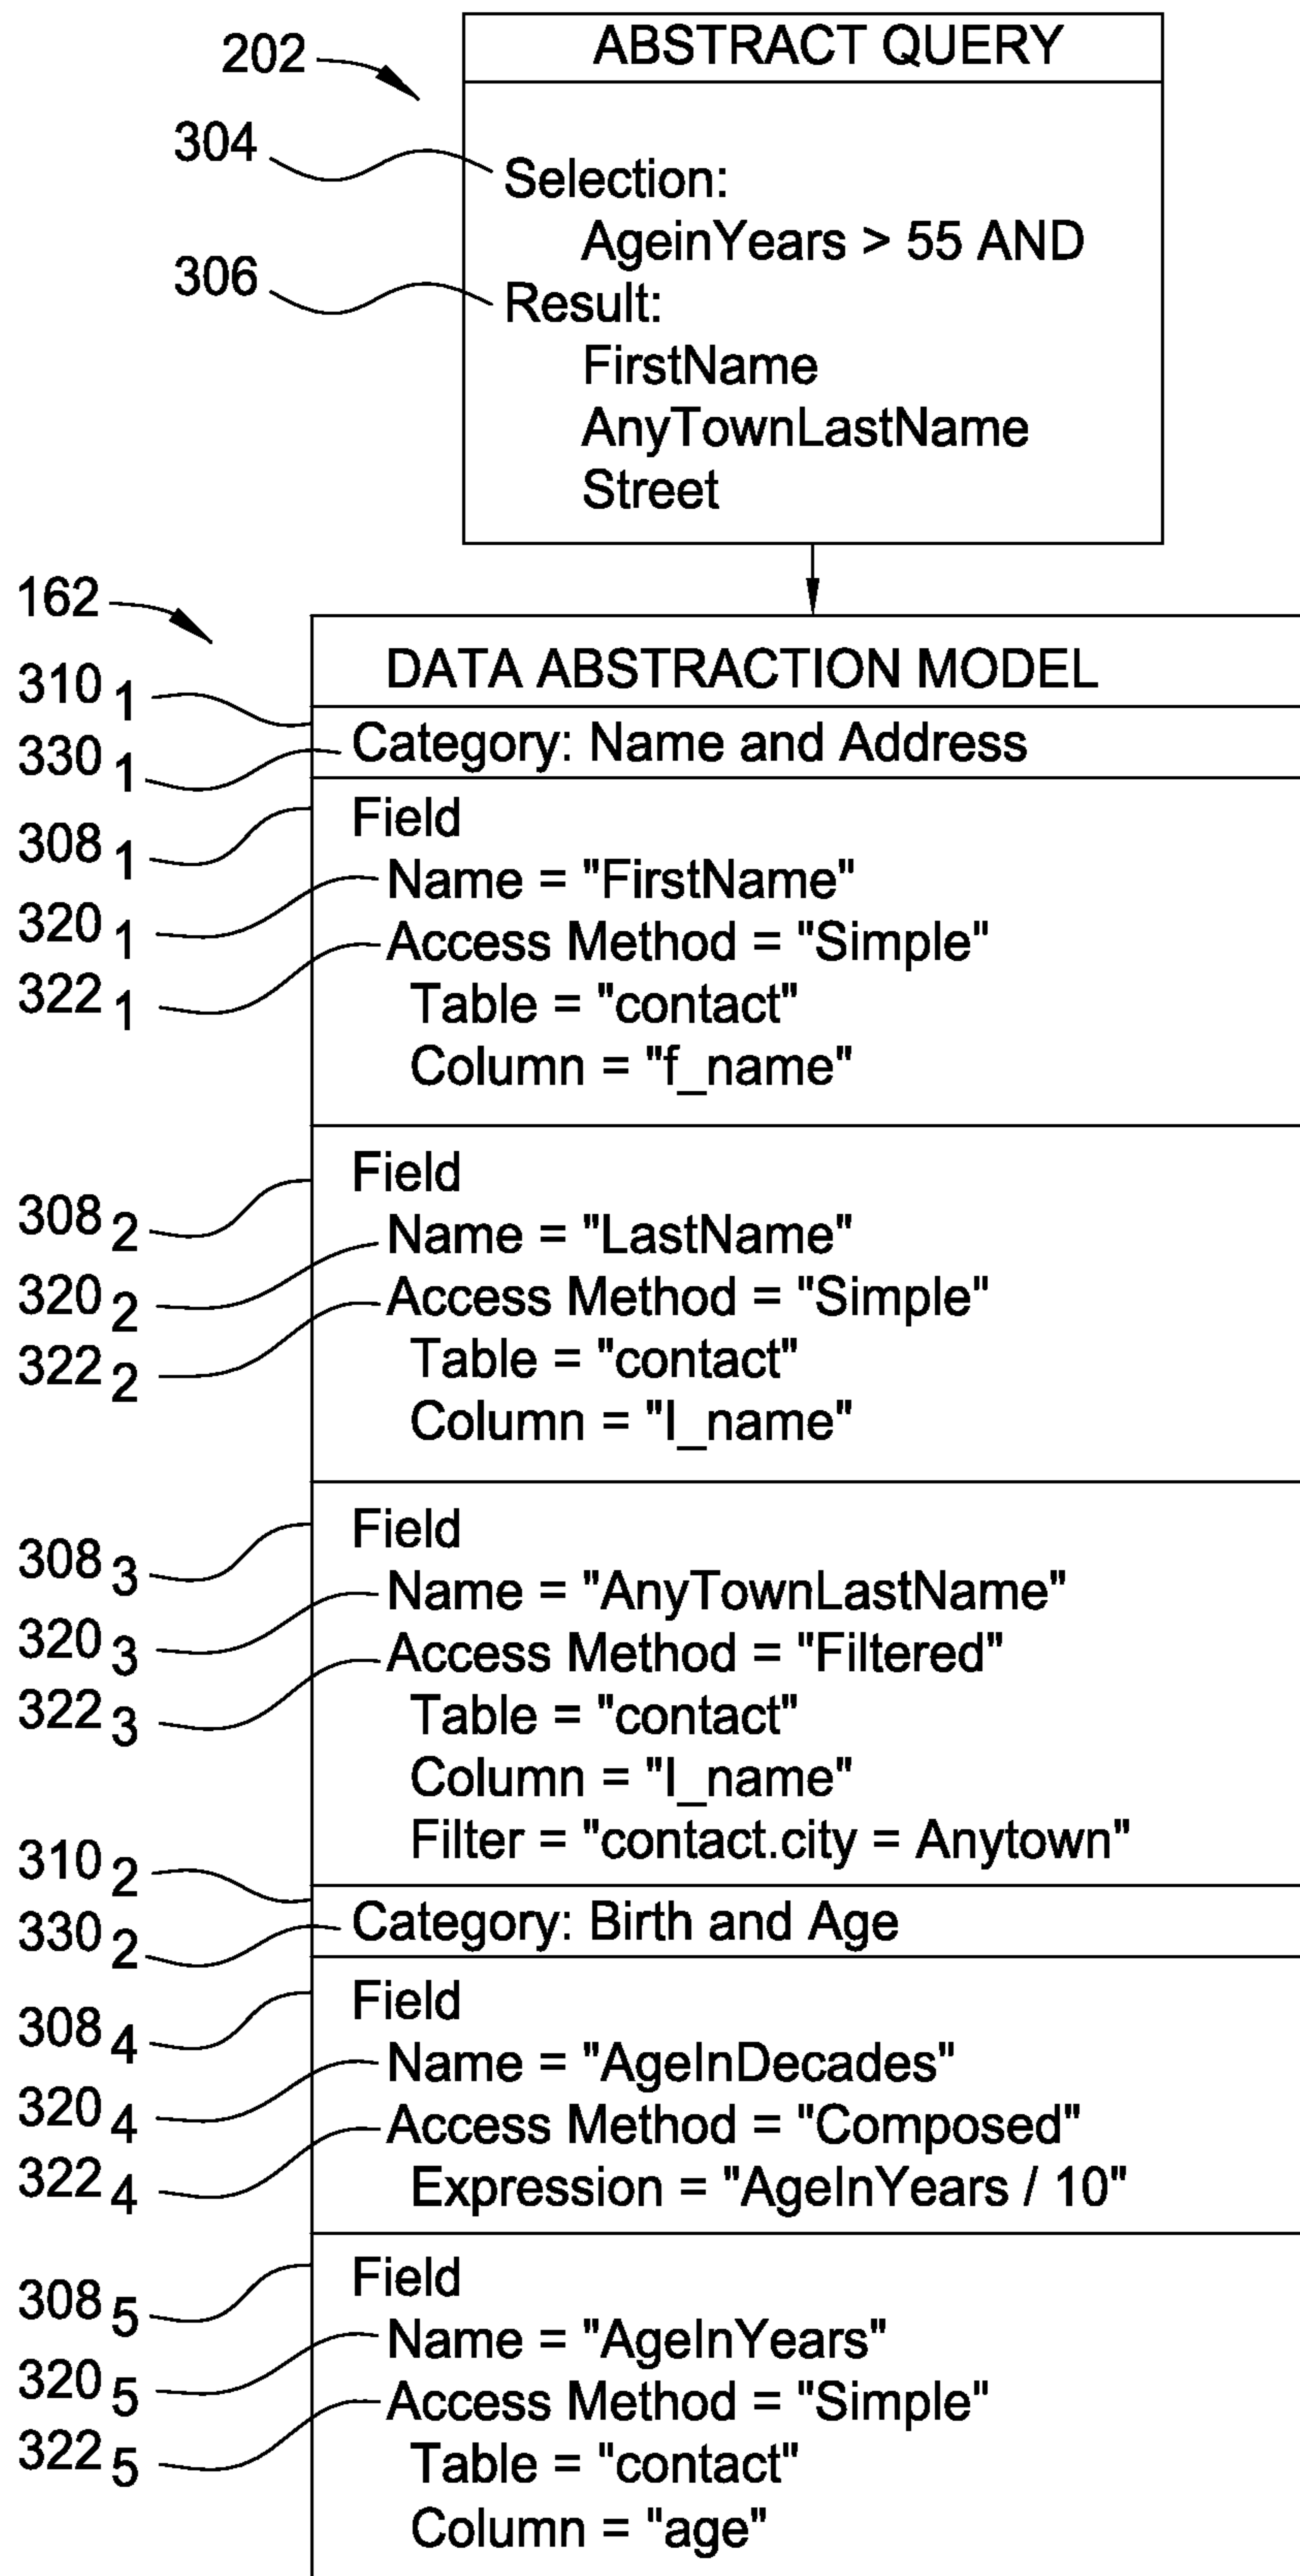 ABSTRACT QUERY
202
304
Selection:
AgeinYears > 55 AND
306
Result:
FirstName
AnyTownLastName
Street
162
DATA ABSTRACTION MODEL
310 1
330 1
Category: Name and Address
308 1
Field
320 1
Name = "FirstName"
322 1
Access Method = "Simple"
Table = "contact"
Column = "f_name"
308 2
Field
320 2
Name = "LastName"
322 2
Access Method = "Simple"
Table = "contact"
Column = "l_name"
308 3
Field
320 3
Name = "AnyTownLastName"
322 3
Access Method = "Filtered"
Table = "contact"
Column = "l_name"
Filter = "contact.city = Anytown"
310 2
330 2
Category: Birth and Age
308 4
Field
320 4
Name = "AgeInDecades"
322 4
Access Method = "Composed"
Expression = "AgeInYears / 10"
308 5
Field
320 5
Name = "AgeInYears"
322 5
Access Method = "Simple"
Table = "contact"
Column = "age"